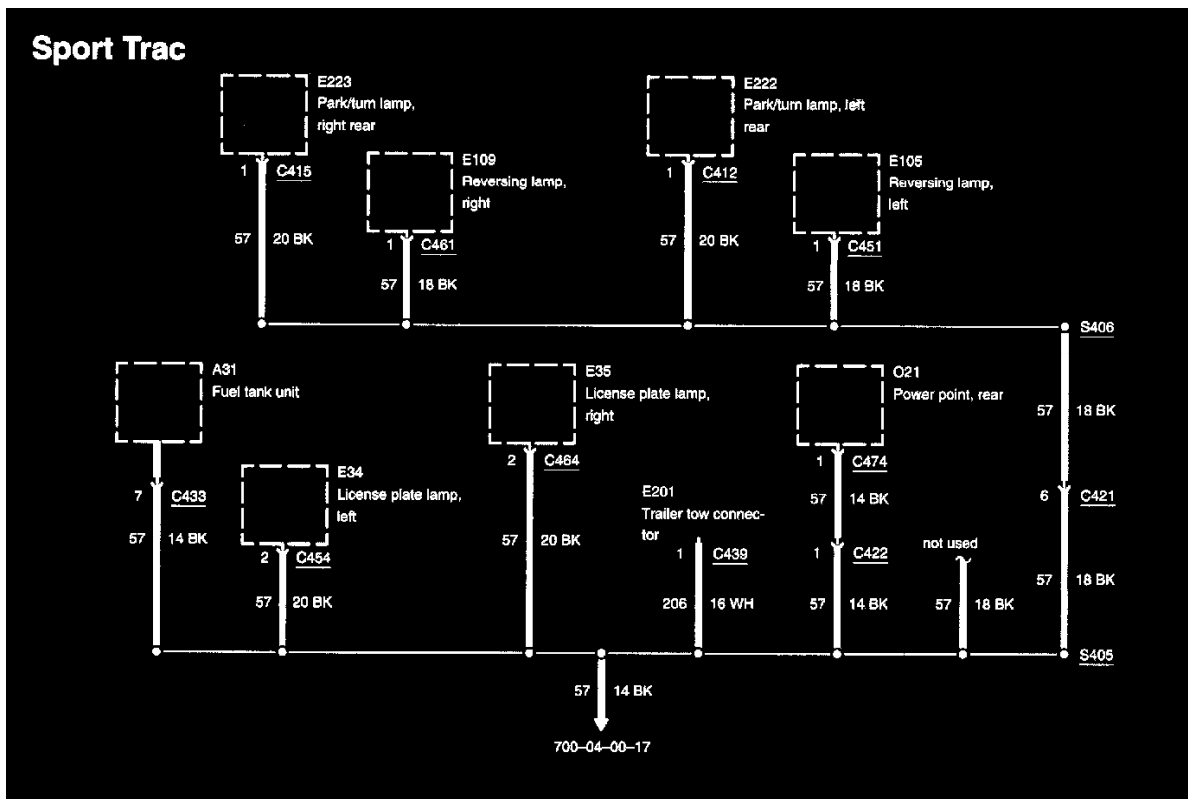 Sport Trac
E223
Park/turn lamp,
right rear
1 C415
57 20 BK
E109
Reversing lamp,
right
1 C461
57 18 BK
E222
Park/turn lamp, left
rear
1 C412
57 20 BK
E105
Reversing lamp,
left
1 C451
57 18 BK
S406
57 18 BK
6 C421
57 18 BK
A31
Fuel tank unit
7 C433
57 14 BK
E34
License plate lamp,
left
2 C454
57 20 BK
E35
License plate lamp,
right
2 C464
57 20 BK
E201
Trailer tow connec-
tor
1 C439
206 16 WH
O21
Power point, rear
1 C474
57 14 BK
1 C422
57 14 BK
not used
57 18 BK
S405
57 14 BK
700-04-00-17